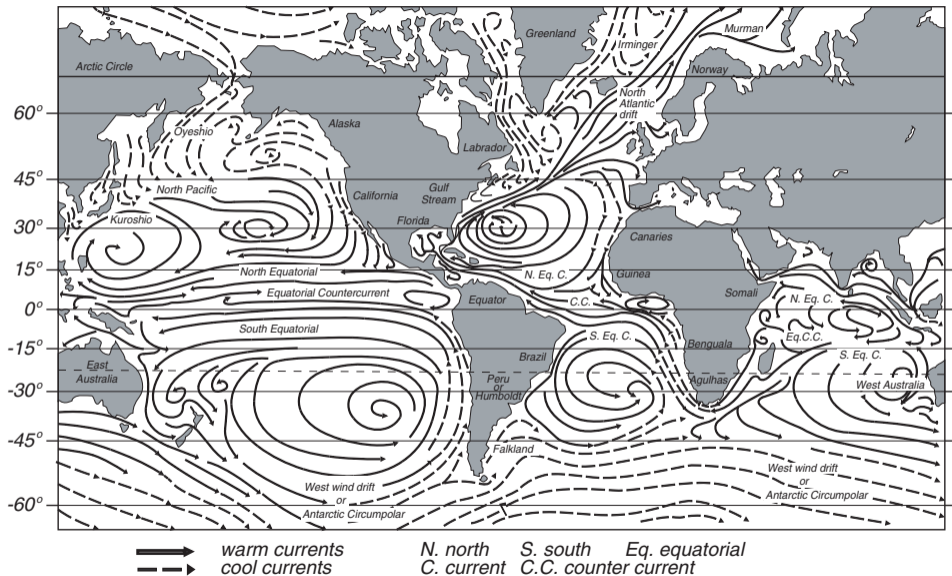 Greenland
Irminger
Murman
Arctic Circle
Norway
60°
North
Atlantic
drift
Oyeshio
Alaska
Labrador
45°
North Pacific
California
Gulf
Stream
30°
Kuroshio
Florida
Canaries
15°
North Equatorial
N. Eq. C.
Guinea
Somali
Equatorial Countercurrent
Equator
C.C.
N. Eq. C.
0°
South Equatorial
S. Eq. C.
Eq.C.C.
-15°
Brazil
Benguala
S. Eq. C.
East
Australia
Peru
or
Humboldt
Agulhas
West Australia
-30°
-45°
Falkland
West wind drift
or
Antarctic Circumpolar
West wind drift
or
Antarctic Circumpolar
-60°
warm currents N. north S. south Eq. equatorial
cool currents C. current C.C. counter current